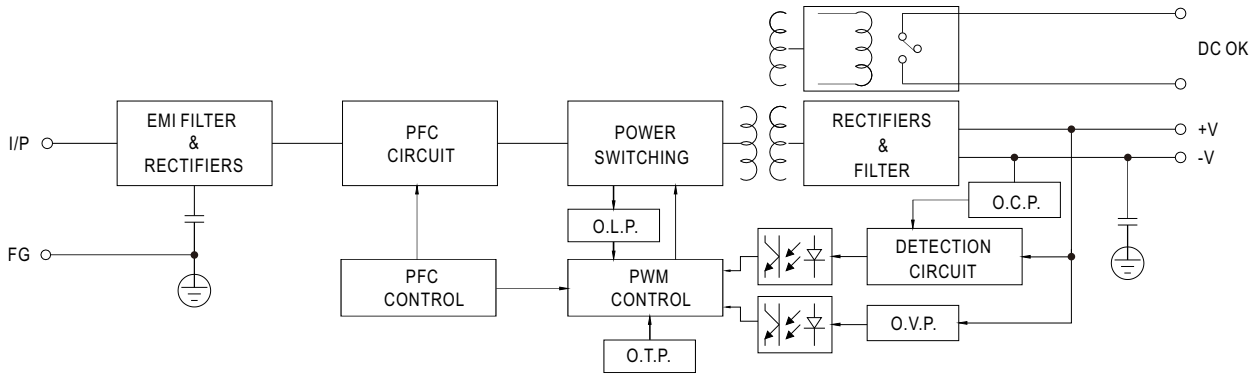 DC OK
I/P
EMI FILTER
&
RECTIFIERS
PFC
CIRCUIT
POWER
SWITCHING
RECTIFIERS
&
FILTER
+V
-V
O.L.P.
O.C.P.
FG
PFC
CONTROL
PWM
CONTROL
DETECTION
CIRCUIT
O.V.P.
O.T.P.